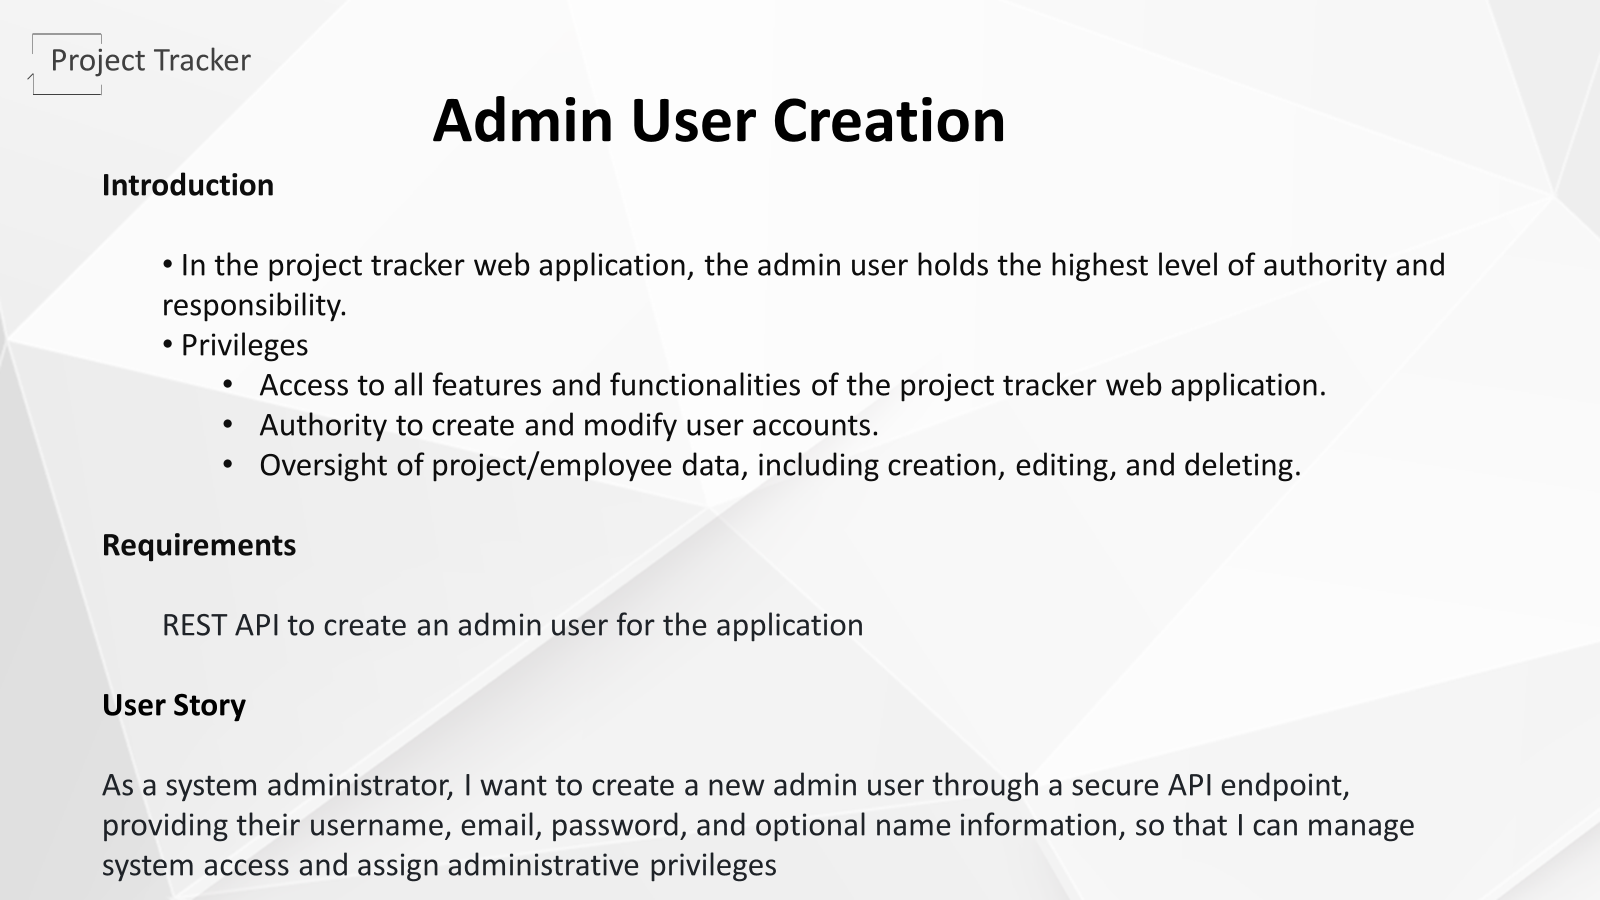 Project Tracker
Admin User Creation
Introduction
• In the project tracker web application, the admin user holds the highest level of authority and
responsibility.
• Privileges
• Access to all features and functionalities of the project tracker web application.
• Authority to create and modify user accounts.
• Oversight of project/employee data, including creation, editing, and deleting.
Requirements
REST API to create an admin user for the application
User Story
As a system administrator, I want to create a new admin user through a secure API endpoint,
providing their username, email, password, and optional name information, so that I can manage
system access and assign administrative privileges